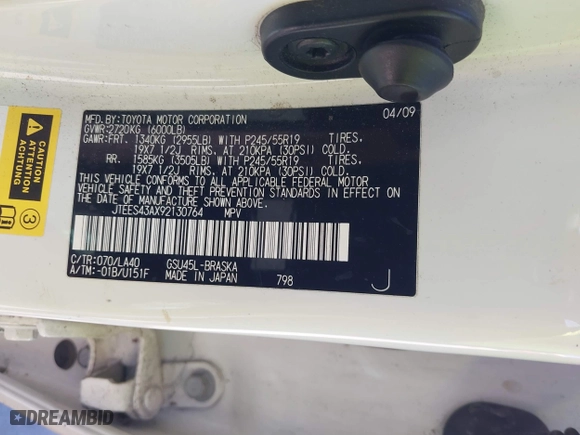 04/09
MFD.BY:TOYOTA MOTOR CORPORATION
GVWR:2720KG (6000LB)
GAWR:FRT. 1340KG (2955LB) WITH P245/55R19 TIRES.
19X7 1/2J RIMS, AT 210KPA (30PSI) COLD.
RR. 1585KG (3505LB) WITH P245/55R19 TIRES.
19X7 1/2J RIMS, AT 210KPA (30PSI) COLD.
THIS VEHICLE CONFORMS TO ALL APPLICABLE FEDERAL MOTOR
VEHICLE SAFETY AND THEFT PREVENTION STANDARDS IN EFFECT ON
THE DATE OF MANUFACTURE SHOWN ABOVE.
JTEES43AX92130764 MPV
C/TR:070/LA40 GSU45L-BRASKA
A/TM:-01B/U151F MADE IN JAPAN 798 J
3
DREAMBID